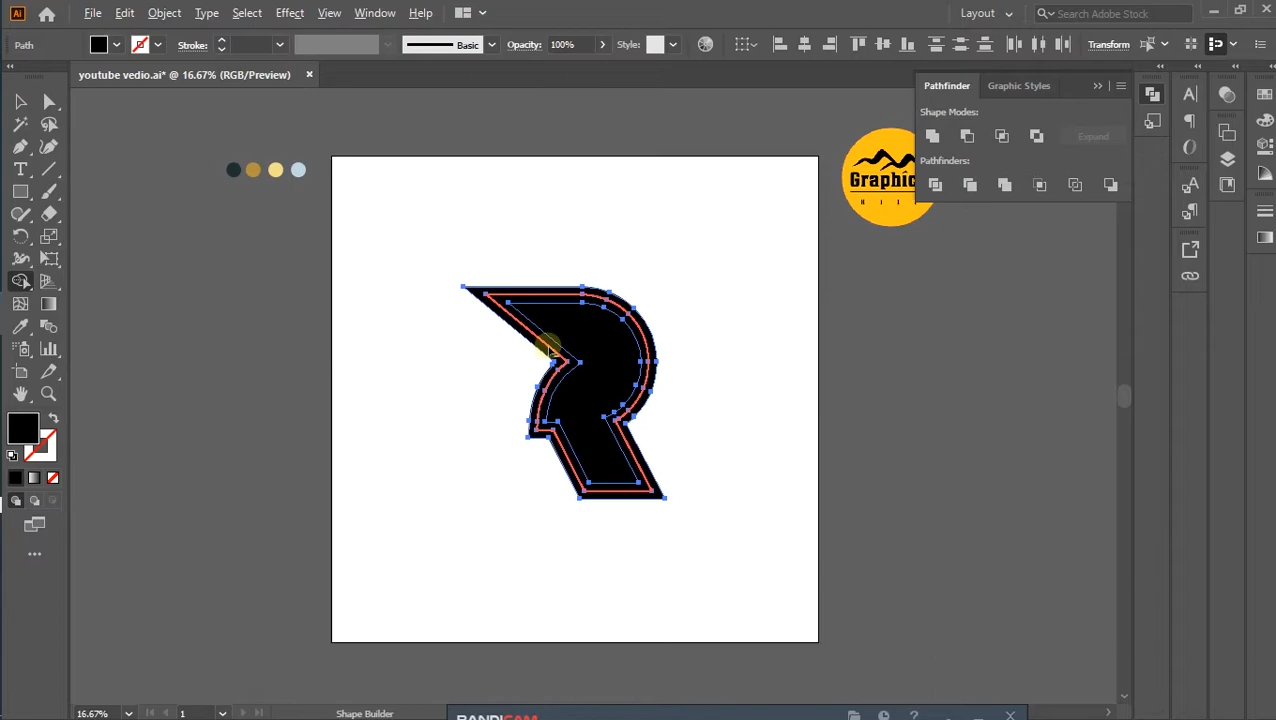 Ai File Edit Object Type Select Effect View Window Help Layout Search Adobe Stock
Path Stroke: Basic Opacity: 100% Style: Transform
youtube vedio.ai* @ 16.67% (RGB/Preview)
Pathfinder Graphic Styles
Shape Modes:
Expand
Pathfinders:
Graphic
H I L
16.67% 1 Shape Builder
BANDICAM